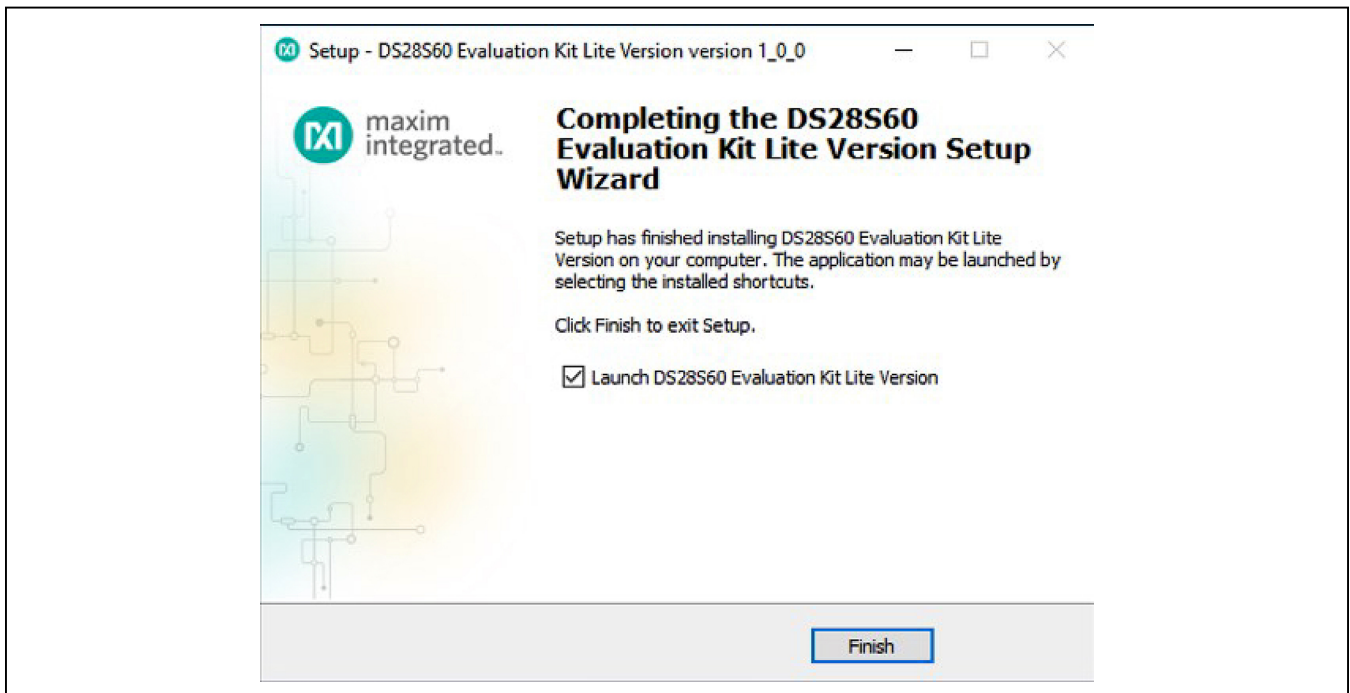 Setup - DS28S60 Evaluation Kit Lite Version version 1_0_0
maxim
integrated™
Completing the DS28S60
Evaluation Kit Lite Version Setup
Wizard
Setup has finished installing DS28S60 Evaluation Kit Lite
Version on your computer. The application may be launched by
selecting the installed shortcuts.
Click Finish to exit Setup.
Launch DS28S60 Evaluation Kit Lite Version
Finish